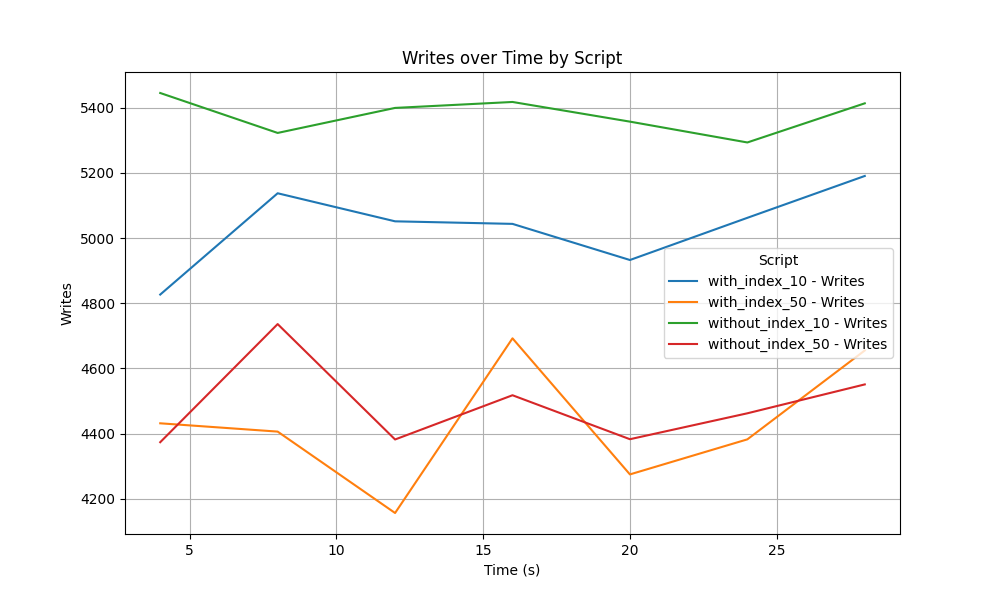 Writes over Time by Script
5400
5200
5000
4800
4600
4400
4200
Writes
Script
with_index_10 - Writes
with_index_50 - Writes
without_index_10 - Writes
without_index_50 - Writes
5 10 15 20 25
Time (s)